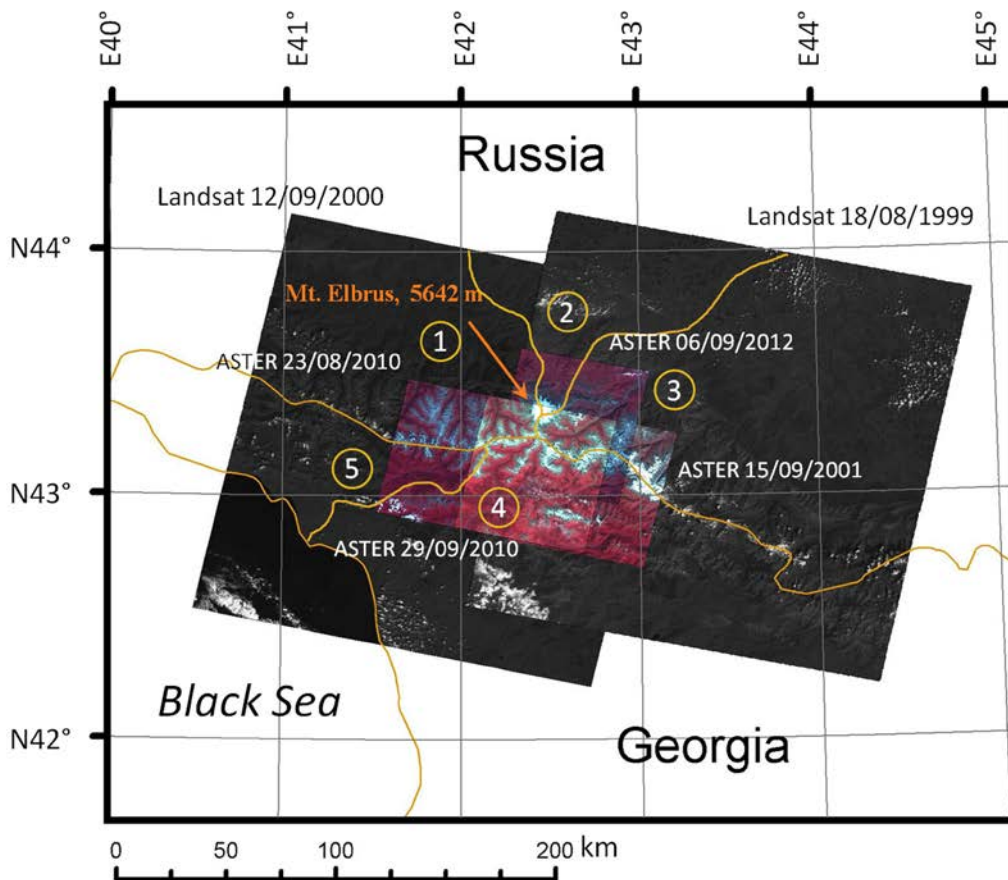 E40°
E41°
E42°
E43°
E44°
E45°
Russia
Landsat 12/09/2000
Landsat 18/08/1999
N44°
Mt. Elbrus, 5642 m
2
1
ASTER 06/09/2012
ASTER 23/08/2010
3
5
ASTER 15/09/2001
N43°
4
ASTER 29/09/2010
Black Sea
N42°
Georgia
0 50 100 200 km